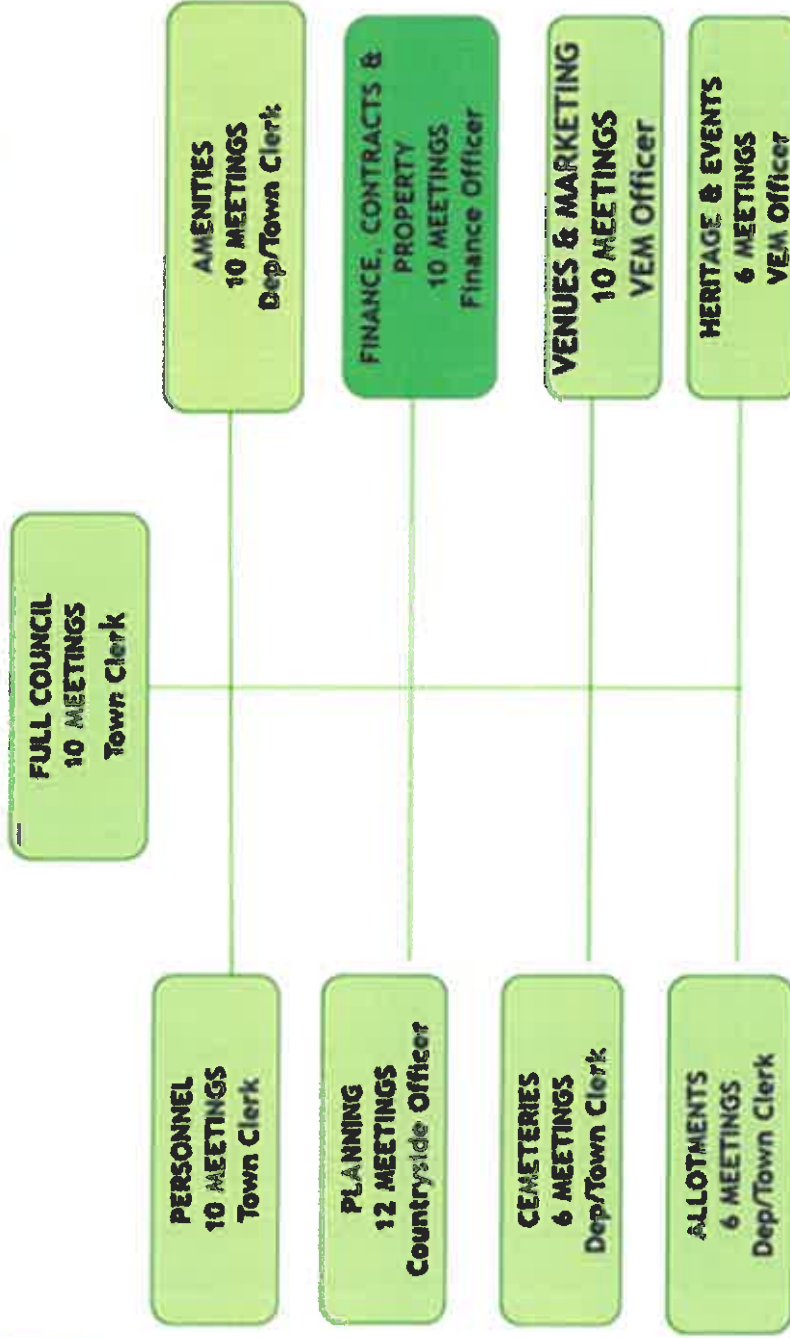 FULL COUNCIL
10 MEETINGS
Town Clerk
PERSONNEL
10 MEETINGS
Town Clerk
AMENITIES
10 MEETINGS
Dep/Town Clerk
PLANNING
12 MEETINGS
Countryside Officer
FINANCE, CONTRACTS &
PROPERTY
10 MEETINGS
Finance Officer
CEMETERIES
6 MEETINGS
Dep/Town Clerk
VENUES & MARKETING
10 MEETINGS
VEM Officer
ALLOTMENTS
6 MEETINGS
Dep/Town Clerk
HERITAGE & EVENTS
6 MEETINGS
VEM Officer